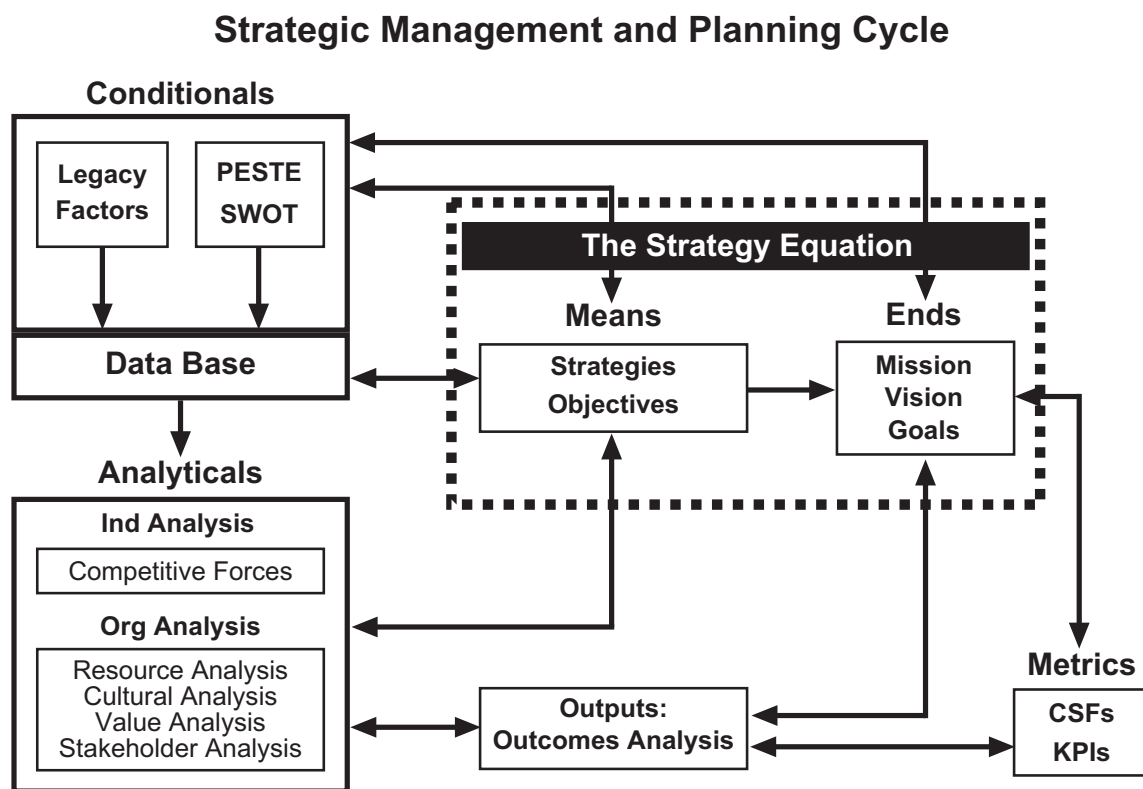 Strategic Management and Planning Cycle
Conditionals
Legacy
Factors
PESTE
SWOT
Data Base
The Strategy Equation
Means
Strategies
Objectives
Ends
Mission
Vision
Goals
Analyticals
Ind Analysis
Competitive Forces
Org Analysis
Resource Analysis
Cultural Analysis
Value Analysis
Stakeholder Analysis
Outputs:
Outcomes Analysis
Metrics
CSFs
KPIs